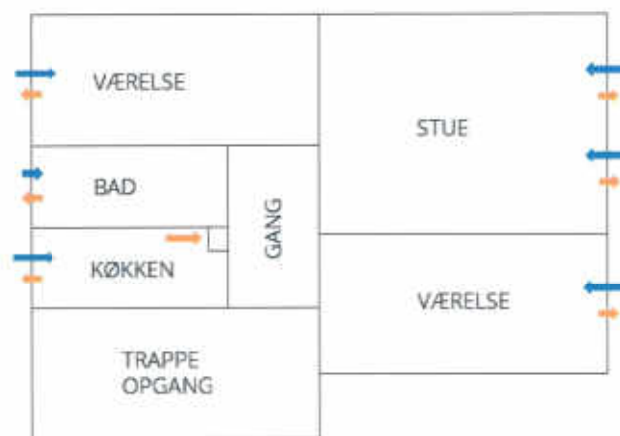 VÆRELSE
STUE
BAD
GANG
KØKKEN
VÆRELSE
TRAPPE
OPGANG